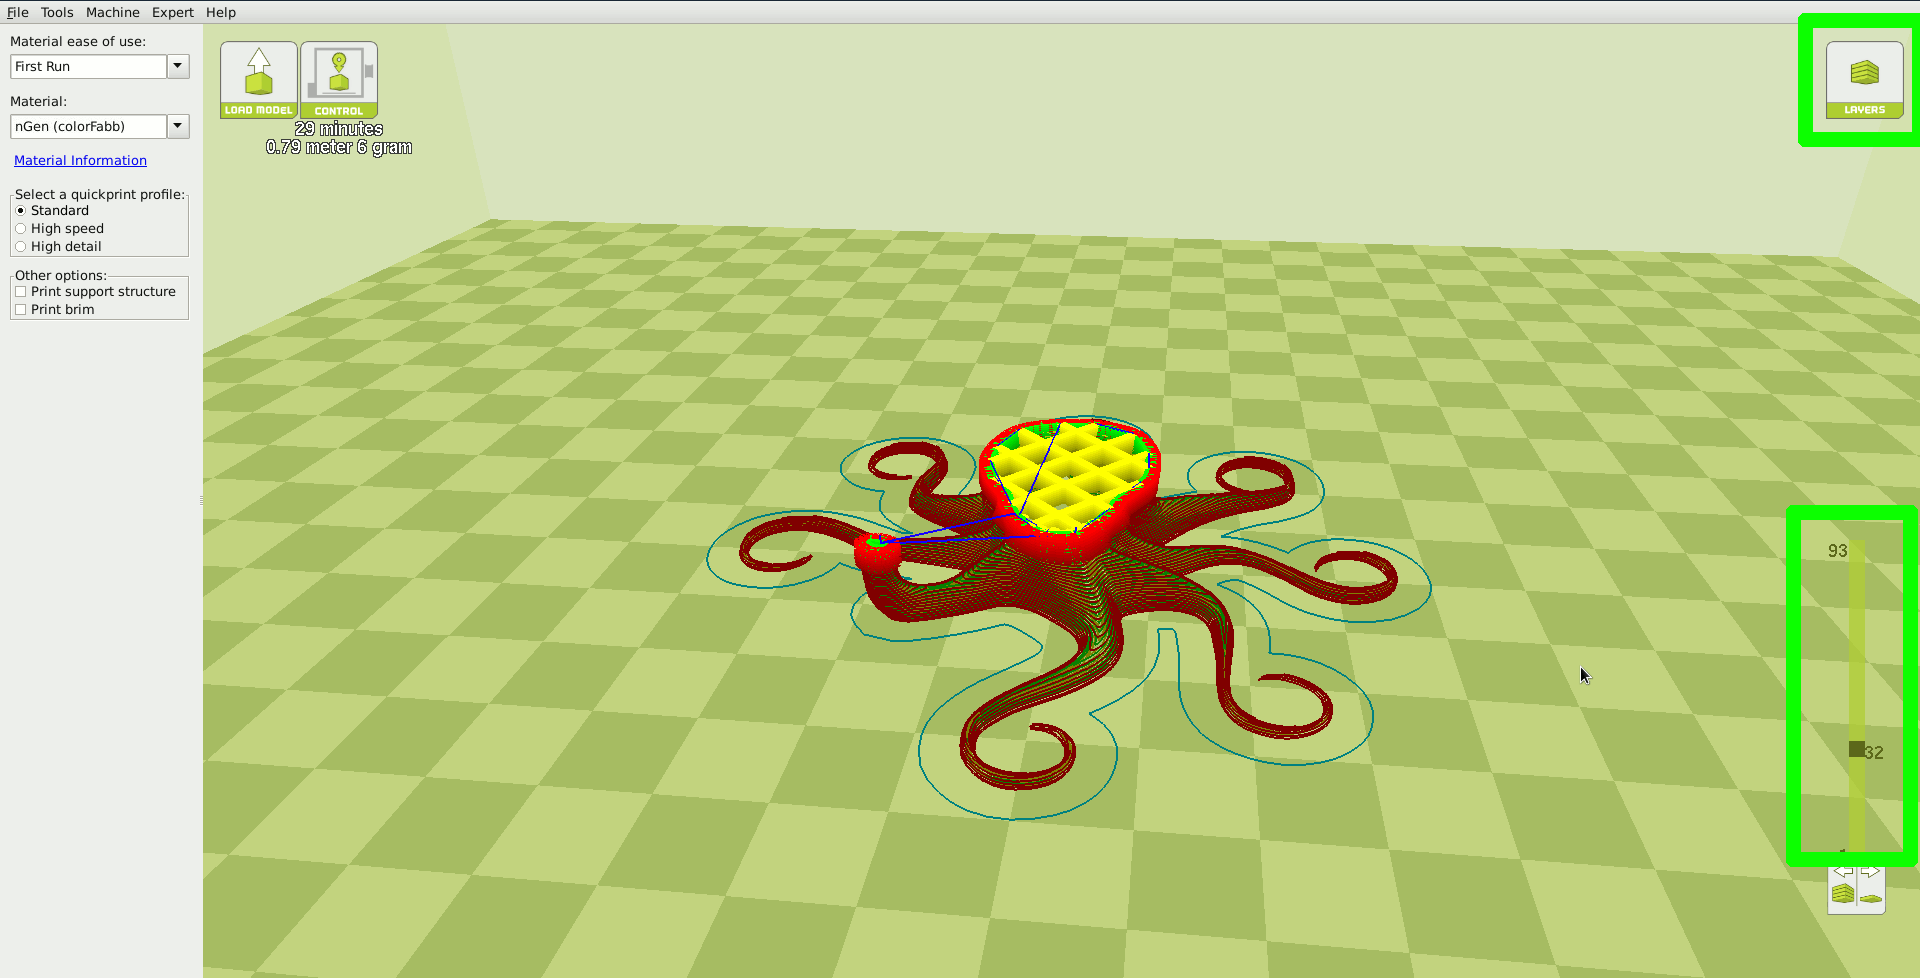 File Tools Machine Expert Help
Material ease of use:
First Run
Material:
nGen (colorFabb)
Material Information
Select a quickprint profile:
Standard
High speed
High detail
Other options:
Print support structure
Print brim
LOAD MODEL
CONTROL
29 minutes
0.79 meter 6 gram
LAYERS
93
32